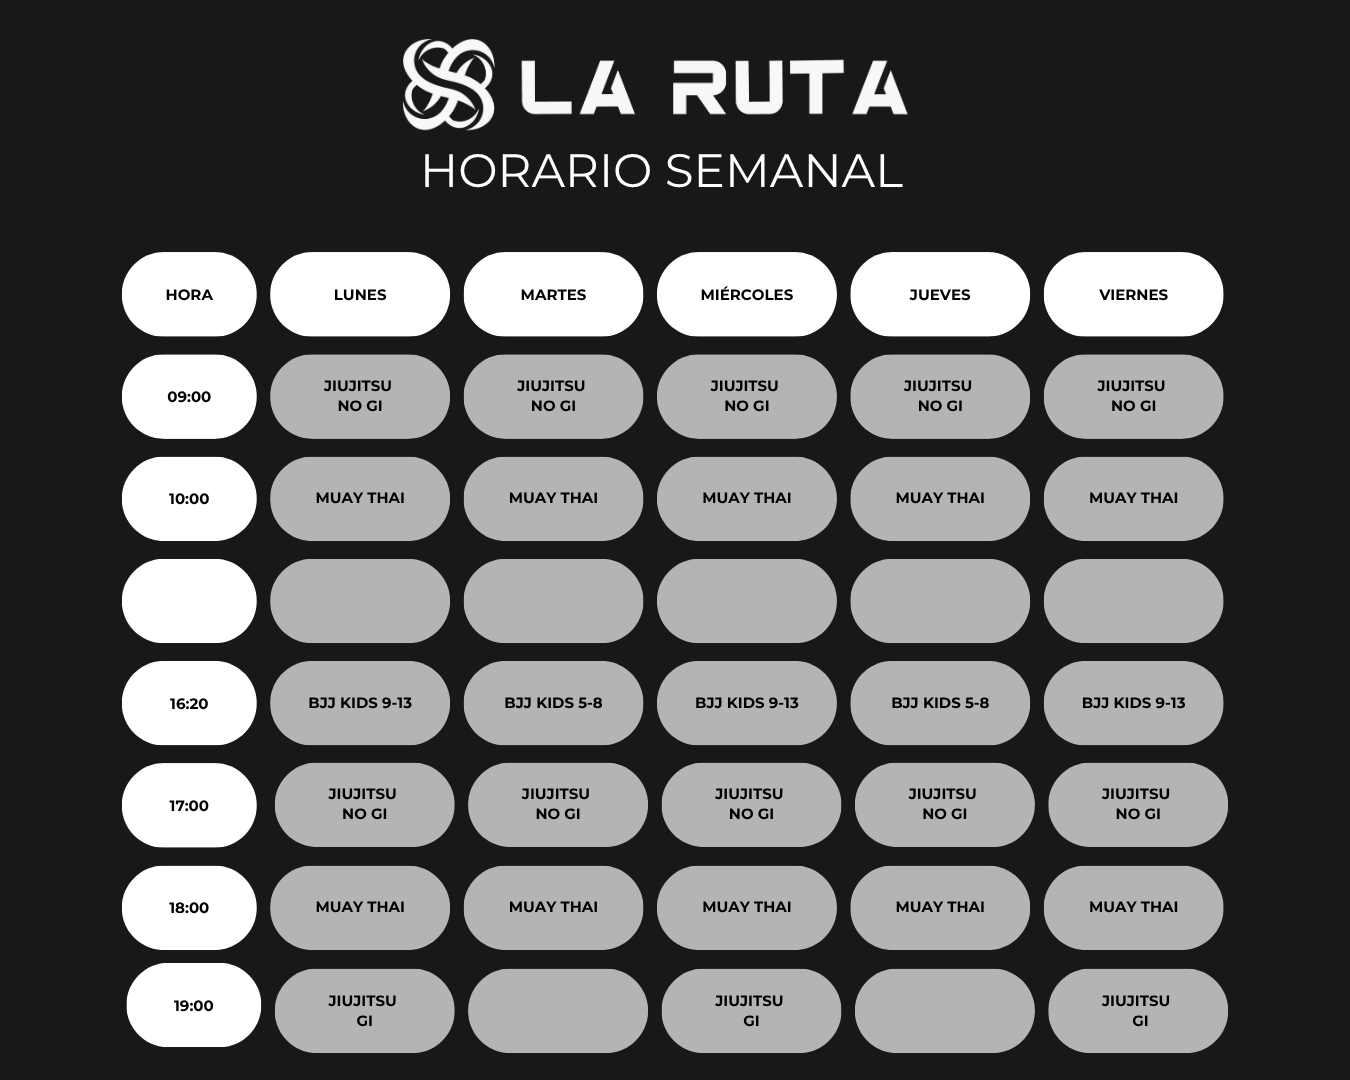 LA RUTA
HORARIO SEMANAL
HORA LUNES MARTES MIÉRCOLES JUEVES VIERNES
09:00 JIUJITSU NO GI JIUJITSU NO GI JIUJITSU NO GI JIUJITSU NO GI JIUJITSU NO GI
10:00 MUAY THAI MUAY THAI MUAY THAI MUAY THAI MUAY THAI
16:20 BJJ KIDS 9-13 BJJ KIDS 5-8 BJJ KIDS 9-13 BJJ KIDS 5-8 BJJ KIDS 9-13
17:00 JIUJITSU NO GI JIUJITSU NO GI JIUJITSU NO GI JIUJITSU NO GI JIUJITSU NO GI
18:00 MUAY THAI MUAY THAI MUAY THAI MUAY THAI MUAY THAI
19:00 JIUJITSU GI JIUJITSU GI JIUJITSU GI